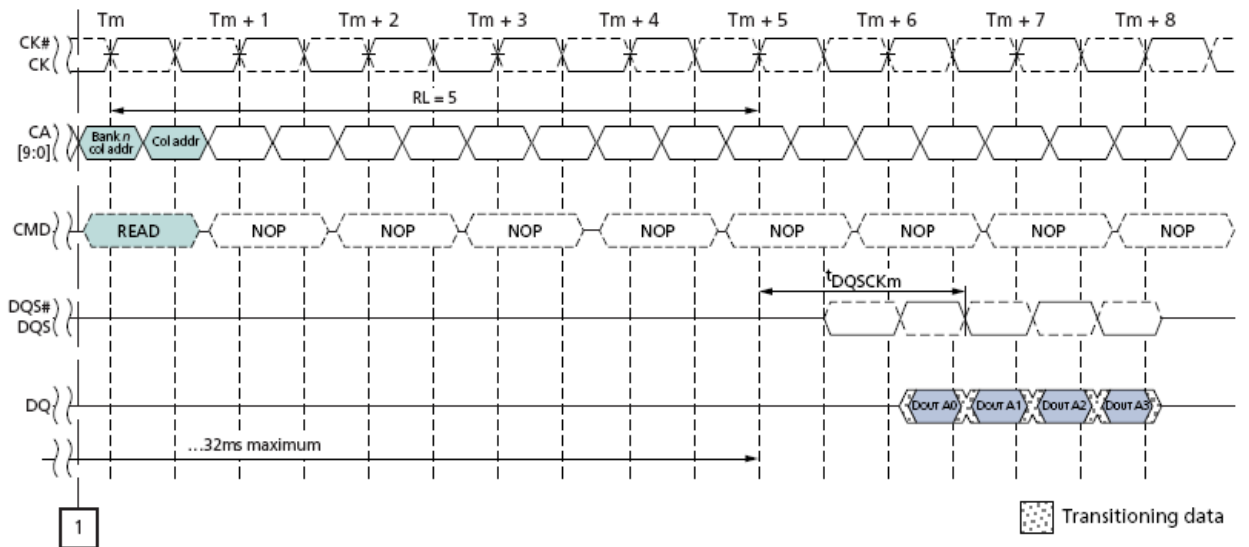 Tm Tm + 1 Tm + 2 Tm + 3 Tm + 4 Tm + 5 Tm + 6 Tm + 7 Tm + 8
CK#
CK
RL = 5
CA
[9:0]
Bank n
col addr
Col addr
CMD
READ NOP NOP NOP NOP NOP NOP NOP NOP
tDQSCKm
DQS#
DQS
DQ
DOUT A0 DOUT A1 DOUT A2 DOUT A3
...32ms maximum
1
Transitioning data